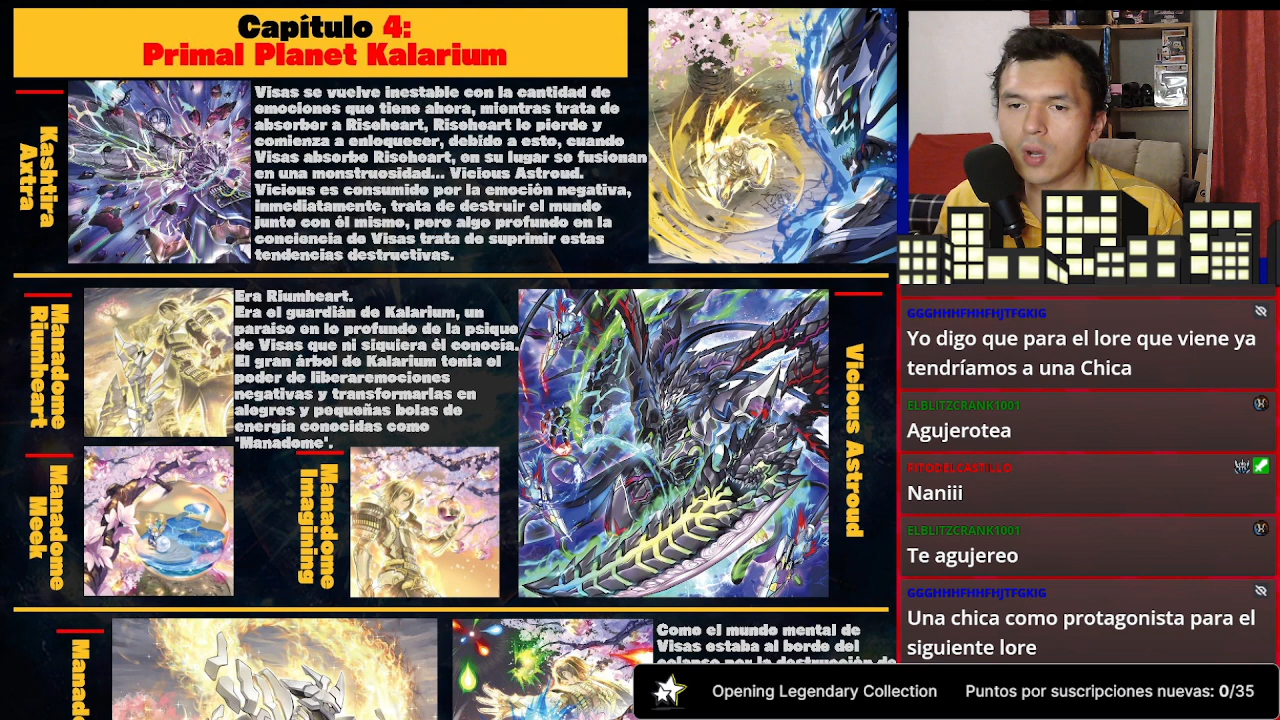 Capítulo 4:
Primal Planet Kalarium
Kashtira
Axtra
Visas se vuelve inestable con la cantidad de
emociones que tiene ahora, mientras trata de
absorber a Riseheart, Riseheart lo pierde y
comienza a enloquecer, debido a esto, cuando
Visas absorbe Riseheart, en su lugar se fusionan
en una monstruosidad... Vicious Astroud.
Vicious es consumido por la emoción negativa,
inmediatamente, trata de destruir el mundo
junto con él mismo, pero algo profundo en la
conciencia de Visas trata de suprimir estas
tendencias destructivas.
Manadome
Riumheart
Era Riumheart.
Era el guardián de Kalarium, un
paraíso en lo profundo de la psique
de Visas que ni siquiera él conocía.
El gran árbol de Kalarium tenía el
poder de liberaremociones
negativas y transformarlas en
alegres y pequeñas bolas de
energía conocidas como
'Manadome'.
Manadome
Meek
Manadome
Imagining
Vicious Astroud
Manado
Como el mundo mental de
Visas estaba al borde del
colapso por la destrucción de
GGGHHHFHHFHJTFGKIG
Yo digo que para el lore que viene ya
tendríamos a una Chica
ELBLITZCRANK1001
Agujerotea
FITODELCASTILLO
Naniii
ELBLITZCRANK1001
Te agujereo
GGGHHHFHHFHJTFGKIG
Una chica como protagonista para el
siguiente lore
Opening Legendary Collection
Puntos por suscripciones nuevas: 0/35